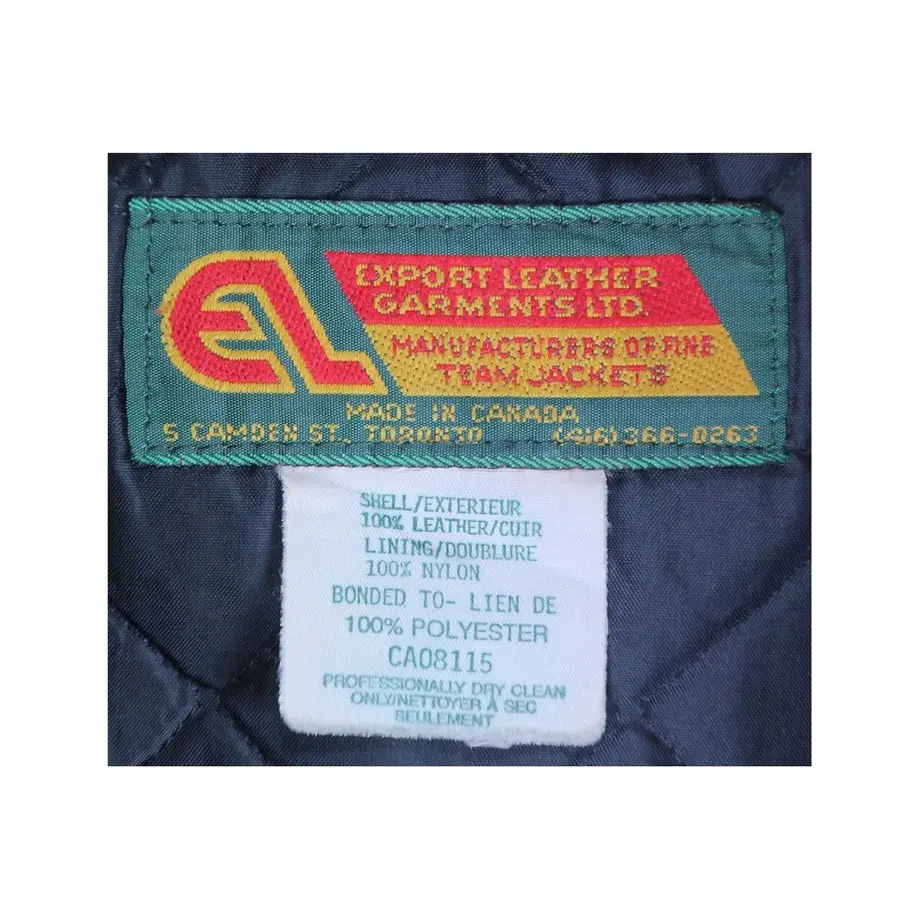 EL
EXPORT LEATHER
GARMENTS LTD.
MANUFACTURERS OF FINE
TEAM JACKETS
MADE IN CANADA
5 CAMDEN ST., TORONTO (416) 366-0263
SHELL/EXTERIEUR
100% LEATHER/CUIR
LINING/DOUBLURE
100% NYLON
BONDED TO- LIEN DE
100% POLYESTER
CA08115
PROFESSIONALLY DRY CLEAN
ONLY/NETTOYER À SEC
SEULEMENT